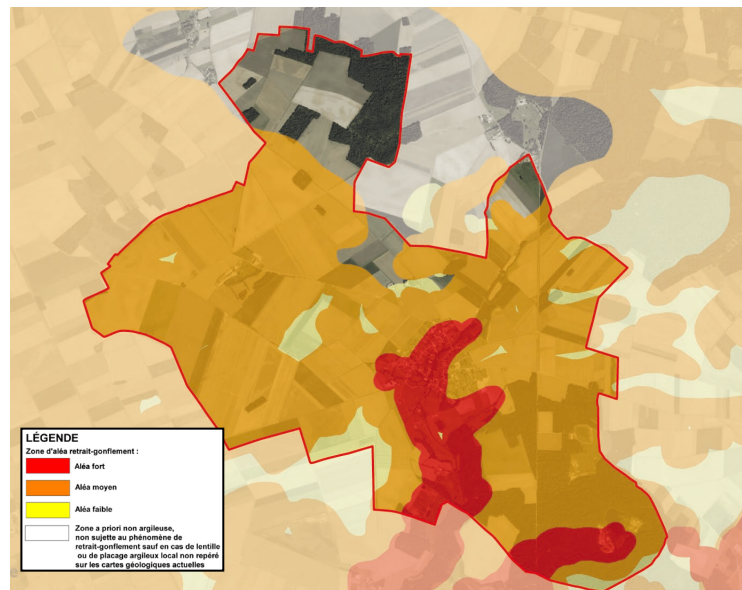 LÉGENDE
Zone d'aléa retrait-gonflement :
Aléa fort
Aléa moyen
Aléa faible
Zone a priori non argileuse,
non sujette au phénomène de
retrait-gonflement sauf en cas de lentille
ou de placage argileux local non repéré
sur les cartes géologiques actuelles